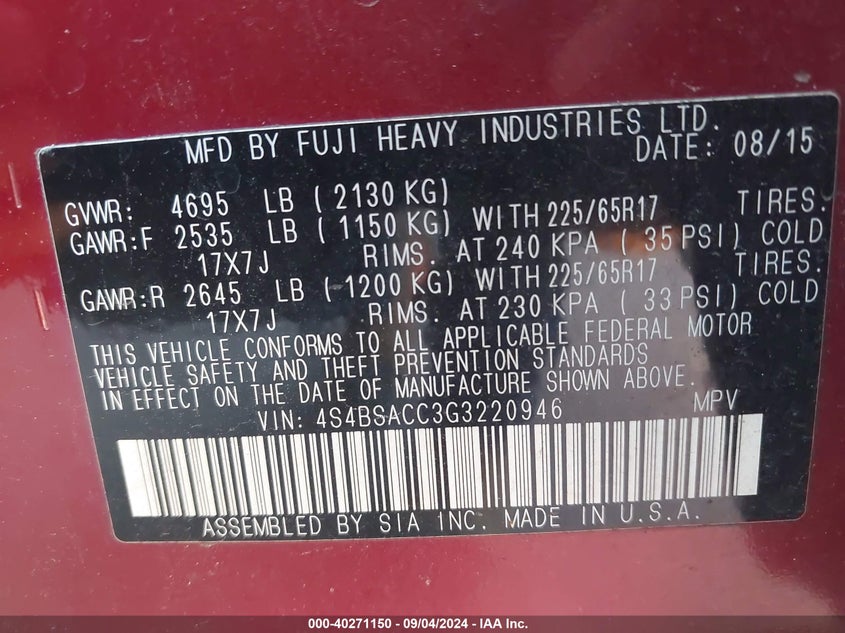 MFD BY FUJI HEAVY INDUSTRIES LTD.
DATE: 08/15
GVWR: 4695 LB (2130 KG)
GAWR:F 2535 LB (1150 KG) WITH 225/65R17 TIRES.
17X7J RIMS. AT 240 KPA (35 PSI) COLD
GAWR:R 2645 LB (1200 KG) WITH 225/65R17 TIRES.
17X7J RIMS. AT 230 KPA (33 PSI) COLD
THIS VEHICLE CONFORMS TO ALL APPLICABLE FEDERAL MOTOR
VEHICLE SAFETY AND THEFT PREVENTION STANDARDS
IN EFFECT ON THE DATE OF MANUFACTURE SHOWN ABOVE.
VIN: 4S4BSACC3G3220946 MPV
ASSEMBLED BY SIA INC. MADE IN U.S.A.
000-40271150 - 09/04/2024 - IAA Inc.